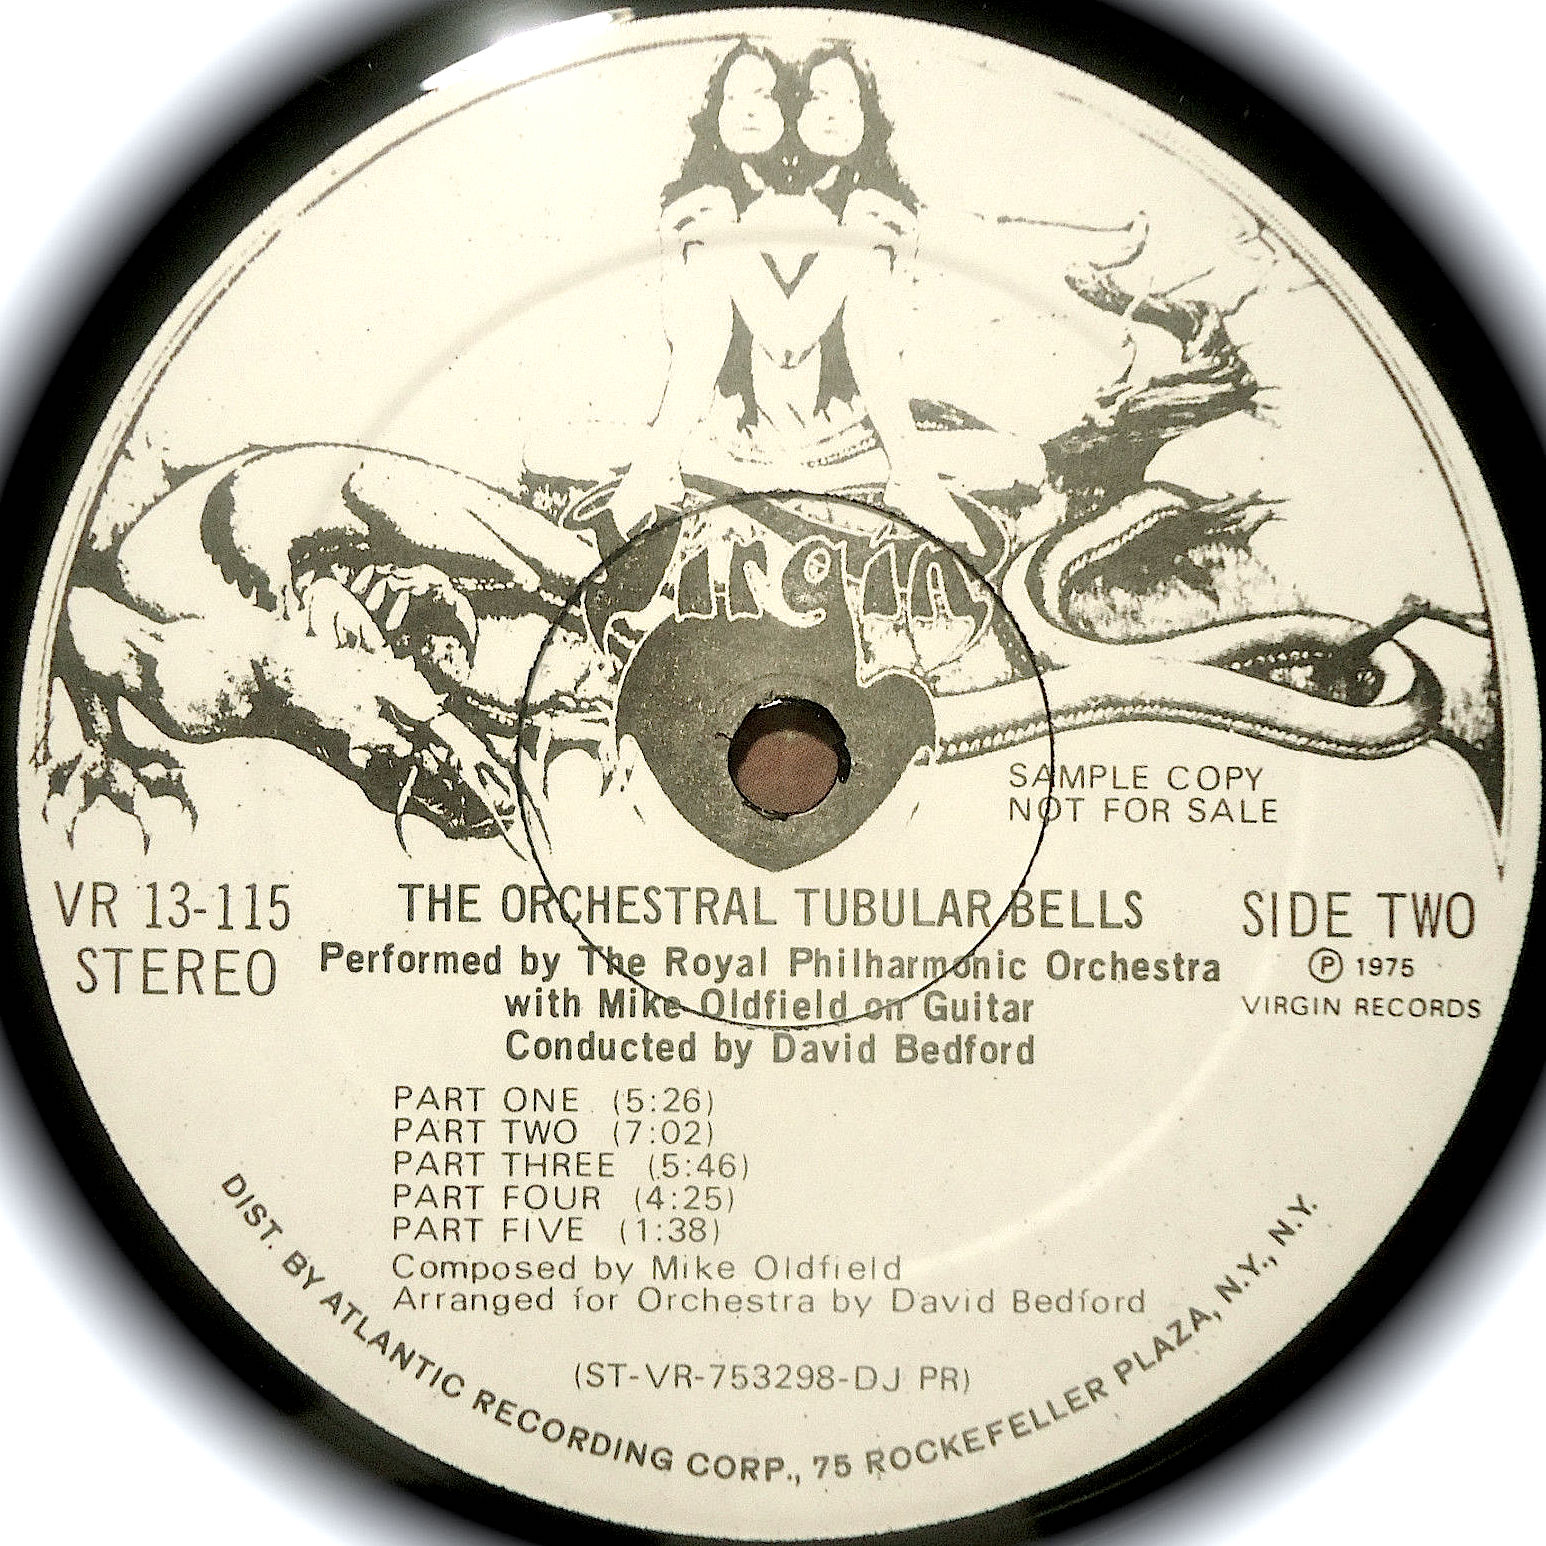 Virgin
SAMPLE COPY
NOT FOR SALE
VR 13-115
STEREO
THE ORCHESTRAL TUBULAR BELLS
Performed by The Royal Philharmonic Orchestra
with Mike Oldfield on Guitar
Conducted by David Bedford
SIDE TWO
Ⓟ 1975
VIRGIN RECORDS
PART ONE (5:26)
PART TWO (7:02)
PART THREE (5:46)
PART FOUR (4:25)
PART FIVE (1:38)
Composed by Mike Oldfield
Arranged for Orchestra by David Bedford
(ST-VR-753298-DJ PR)
DIST. BY ATLANTIC RECORDING CORP., 75 ROCKEFELLER PLAZA, N.Y., N.Y.